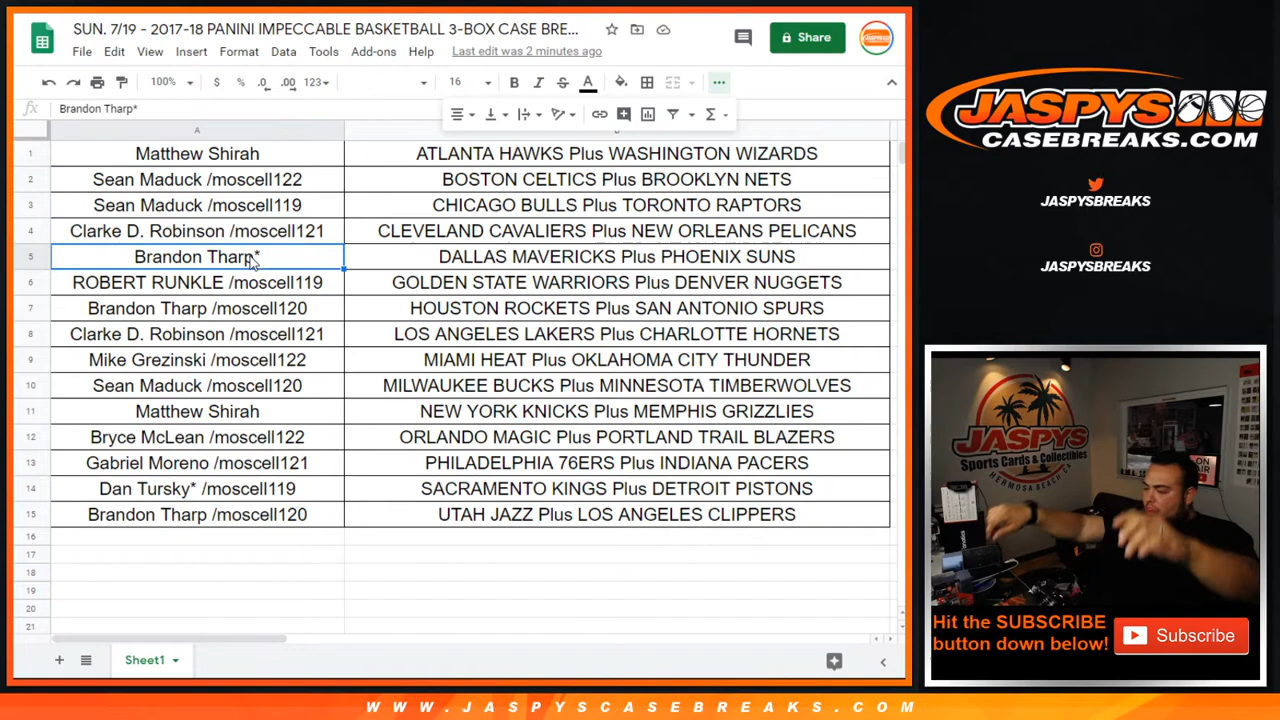 SUN. 7/19 - 2017-18 PANINI IMPECCABLE BASKETBALL 3-BOX CASE BRE...
File Edit View Insert Format Data Tools Add-ons Help Last edit was 2 minutes ago
Share
100% $ % .0 .00 123 16 B I S A
fx Brandon Tharp*
A
1 Matthew Shirah ATLANTA HAWKS Plus WASHINGTON WIZARDS
2 Sean Maduck /moscell122 BOSTON CELTICS Plus BROOKLYN NETS
3 Sean Maduck /moscell119 CHICAGO BULLS Plus TORONTO RAPTORS
4 Clarke D. Robinson /moscell121 CLEVELAND CAVALIERS Plus NEW ORLEANS PELICANS
5 Brandon Tharp* DALLAS MAVERICKS Plus PHOENIX SUNS
6 ROBERT RUNKLE /moscell119 GOLDEN STATE WARRIORS Plus DENVER NUGGETS
7 Brandon Tharp /moscell120 HOUSTON ROCKETS Plus SAN ANTONIO SPURS
8 Clarke D. Robinson /moscell121 LOS ANGELES LAKERS Plus CHARLOTTE HORNETS
9 Mike Grezinski /moscell122 MIAMI HEAT Plus OKLAHOMA CITY THUNDER
10 Sean Maduck /moscell120 MILWAUKEE BUCKS Plus MINNESOTA TIMBERWOLVES
11 Matthew Shirah NEW YORK KNICKS Plus MEMPHIS GRIZZLIES
12 Bryce McLean /moscell122 ORLANDO MAGIC Plus PORTLAND TRAIL BLAZERS
13 Gabriel Moreno /moscell121 PHILADELPHIA 76ERS Plus INDIANA PACERS
14 Dan Tursky* /moscell119 SACRAMENTO KINGS Plus DETROIT PISTONS
15 Brandon Tharp /moscell120 UTAH JAZZ Plus LOS ANGELES CLIPPERS
16
17
18
19
20
21
Sheet1
JASPYS
CASEBREAKS.COM
JASPYSBREAKS
JASPYSBREAKS
JASPYS
Sports Cards & Collectibles
HERMOSA BEACH, CA
ON
AIR
Hit the SUBSCRIBE
button down below!
Subscribe
WWW.JASPYSCASEBREAKS.COM